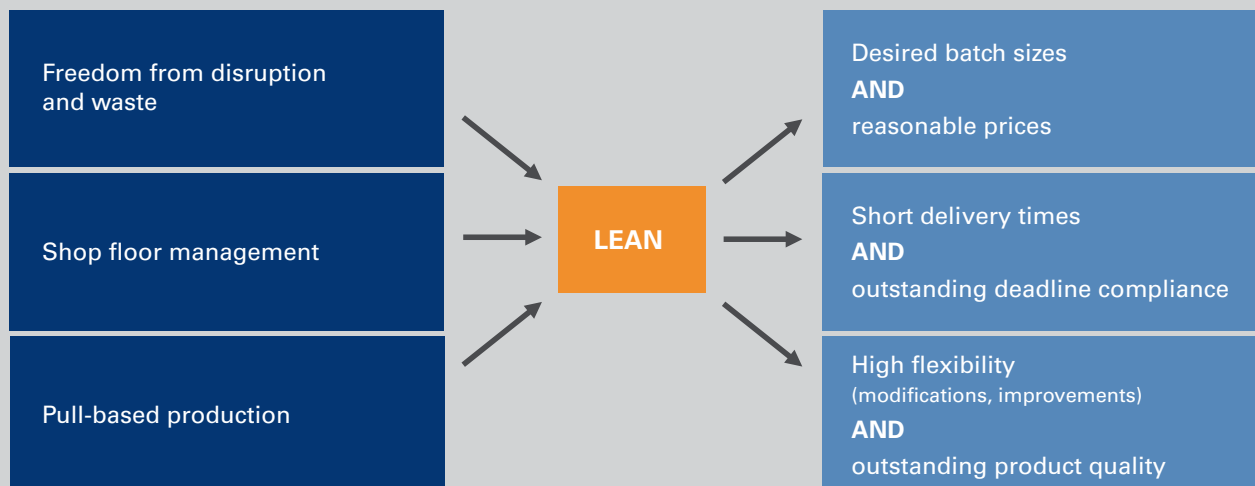 Freedom from disruption
and waste
Shop floor management
Pull-based production
LEAN
Desired batch sizes
AND
reasonable prices
Short delivery times
AND
outstanding deadline compliance
High flexibility
(modifications, improvements)
AND
outstanding product quality